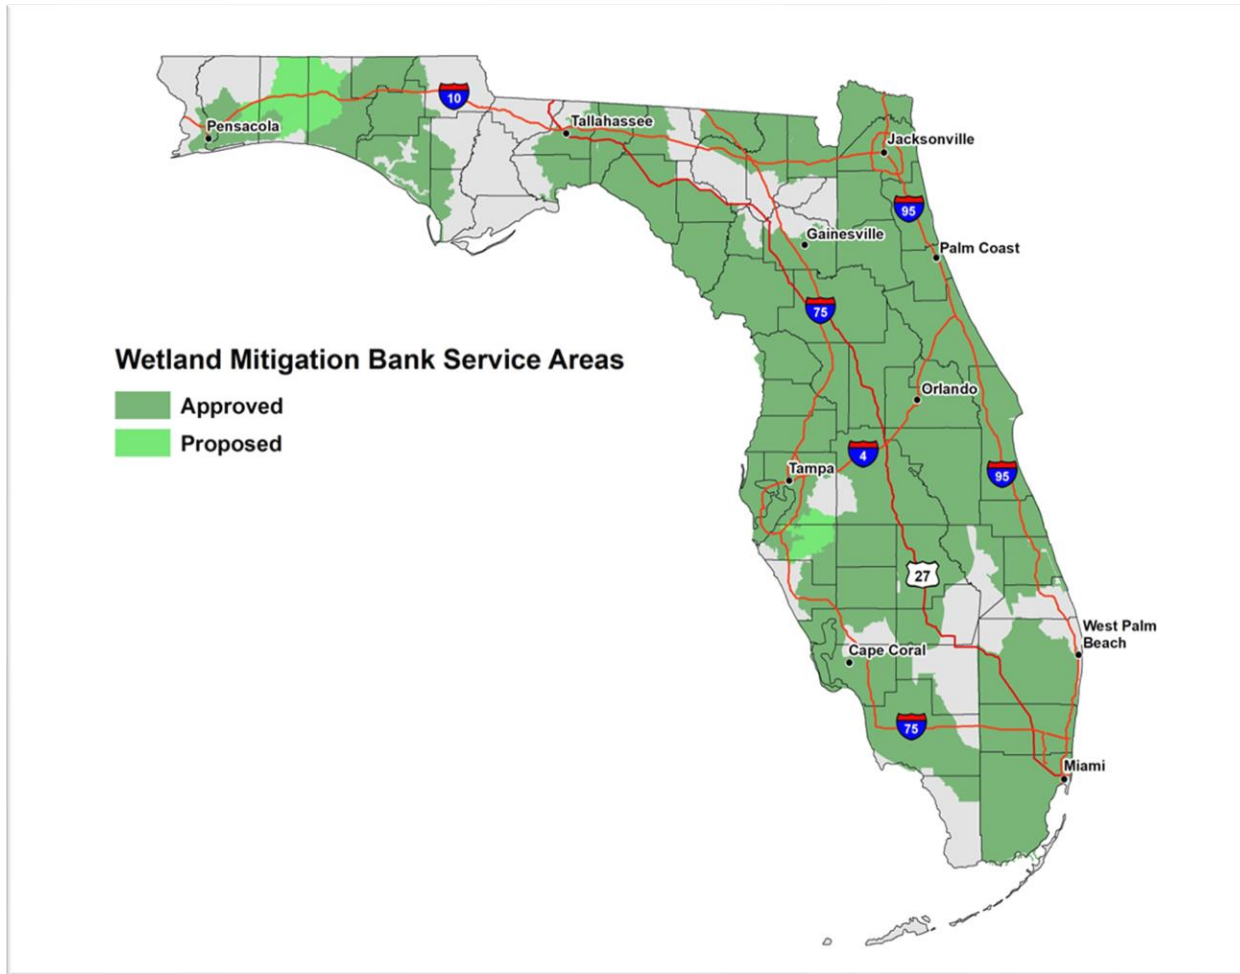 10
Pensacola
Tallahassee
Jacksonville
95
Gainesville
Palm Coast
75
Wetland Mitigation Bank Service Areas
Approved
Proposed
Orlando
4
Tampa
95
27
West Palm
Beach
Cape Coral
75
Miami